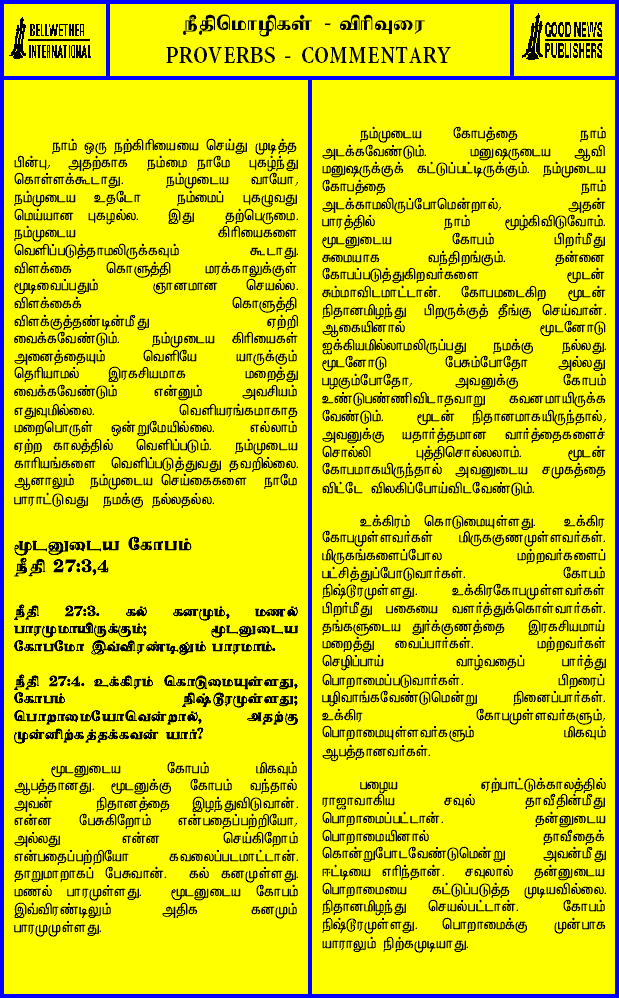 BELLWETHER
INTERNATIONAL
நீதிமொழிகள் - விரிவுரை
PROVERBS - COMMENTARY
GOOD NEWS
PUBLISHERS
நாம் ஒரு நற்கிரியையை செய்து முடித்த
பின்பு, அதற்காக நம்மை நாமே புகழ்ந்து
கொள்ளக்கூடாது. நம்முடைய வாயோ,
நம்முடைய உதடோ நம்மைப் புகழுவது
மெய்யான புகழல்ல. இது தற்பெருமை.
நம்முடைய கிரியைகளை
வெளிப்படுத்தாமலிருக்கவும் கூடாது.
விளக்கை கொளுத்தி மரக்காலுக்குள்
மூடிவைப்பதும் ஞானமான செயல்ல.
விளக்கைக் கொளுத்தி
விளக்குத்தண்டின்மீது ஏற்றி
வைக்கவேண்டும். நம்முடைய கிரியைகள்
அனைத்தையும் வெளியே யாருக்கும்
தெரியாமல் இரகசியமாக மறைத்து
வைக்கவேண்டும் என்னும் அவசியம்
எதுவுமில்லை. வெளியரங்கமாகாத
மறைபொருள் ஒன்றுமேயில்லை. எல்லாம்
ஏற்ற காலத்தில் வெளிப்படும். நம்முடைய
காரியங்களை வெளிப்படுத்துவது தவறில்லை.
ஆனாலும் நம்முடைய செய்கைகளை நாமே
பாராட்டுவது நமக்கு நல்லதல்ல.
மூடனுடைய கோபம்
நீதி 27:3,4
நீதி 27:3. கல் கனமும், மணல்
பாரமுமாயிருக்கும்; மூடனுடைய
கோபமோ இவ்விரண்டிலும் பாரமாம்.
நீதி 27:4. உக்கிரம் கொடுமையுள்ளது,
கோபம் நிஷ்டூரமுள்ளது;
பொறாமையோவென்றால், அதற்கு
முன்னிற்கத்தக்கவன் யார்?
மூடனுடைய கோபம் மிகவும்
ஆபத்தானது. மூடனுக்கு கோபம் வந்தால்
அவன் நிதானத்தை இழந்துவிடுவான்.
என்ன பேசுகிறோம் என்பதைப்பற்றியோ,
அல்லது என்ன செய்கிறோம்
என்பதைப்பற்றியோ கவலைப்படமாட்டான்.
தாறுமாறாகப் பேசுவான். கல் கனமுள்ளது.
மணல் பாரமுள்ளது. மூடனுடைய கோபம்
இவ்விரண்டிலும் அதிக கனமும்
பாரமுமுள்ளது.
நம்முடைய கோபத்தை நாம்
அடக்கவேண்டும். மனுஷருடைய ஆவி
மனுஷருக்குக் கட்டுப்பட்டிருக்கும். நம்முடைய
கோபத்தை நாம்
அடக்காமலிருப்போமென்றால், அதன்
பாரத்தில் நாம் மூழ்கிவிடுவோம்.
மூடனுடைய கோபம் பிறர்மீது
சுமையாக வந்திறங்கும். தன்னை
கோபப்படுத்துகிறவர்களை மூடன்
சும்மாவிடமாட்டான். கோபமடைகிற மூடன்
நிதானமிழந்து பிறருக்குத் தீங்கு செய்வான்.
ஆகையினால் மூடனோடு
ஐக்கியமில்லாமலிருப்பது நமக்கு நல்லது.
மூடனோடு பேசும்போதோ அல்லது
பழகும்போதோ, அவனுக்கு கோபம்
உண்டுபண்ணிவிடாதவாறு கவனமாயிருக்க
வேண்டும். மூடன் நிதானமாகயிருந்தால்,
அவனுக்கு யதார்த்தமான வார்த்தைகளைச்
சொல்லி புத்திசொல்லலாம். மூடன்
கோபமாகயிருந்தால் அவனுடைய சமுகத்தை
விட்டே விலகிப்போய்விடவேண்டும்.
உக்கிரம் கொடுமையுள்ளது. உக்கிர
கோபமுள்ளவர்கள் மிருககுணமுள்ளவர்கள்.
மிருகங்களைப்போல மற்றவர்களைப்
பட்சித்துப்போடுவார்கள். கோபம்
நிஷ்டூரமுள்ளது. உக்கிரகோபமுள்ளவர்கள்
பிறர்மீது பகையை வளர்த்துக்கொள்வார்கள்.
தங்களுடைய துர்க்குணத்தை இரகசியமாய்
மறைத்து வைப்பார்கள். மற்றவர்கள்
செழிப்பாய் வாழ்வதைப் பார்த்து
பொறாமைப்படுவார்கள். பிறரைப்
பழிவாங்கவேண்டுமென்று நினைப்பார்கள்.
உக்கிர கோபமுள்ளவர்களும்,
பொறாமையுள்ளவர்களும் மிகவும்
ஆபத்தானவர்கள்.
பழைய ஏற்பாட்டுக்காலத்தில்
ராஜாவாகிய சவுல் தாவீதின்மீது
பொறாமைப்பட்டான். தன்னுடைய
பொறாமையினால் தாவீதைக்
கொன்றுபோடவேண்டுமென்று அவன்மீது
ஈட்டியை எரிந்தான். சவுலால் தன்னுடைய
பொறாமையை கட்டுப்படுத்த முடியவில்லை.
நிதானமிழந்து செயல்பட்டான். கோபம்
நிஷ்டூரமுள்ளது. பொறாமைக்கு முன்பாக
யாராலும் நிற்கமுடியாது.